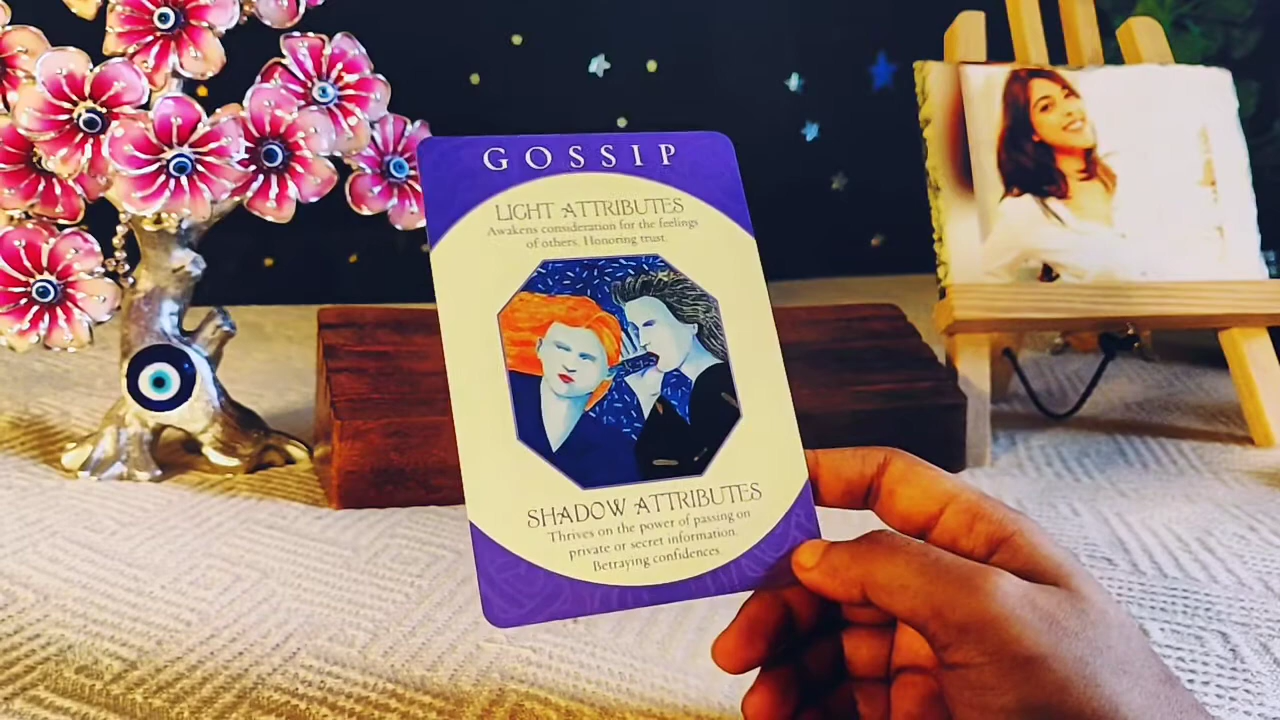 GOSSIP
LIGHT ATTRIBUTES
Awakens consideration for the feelings
of others. Honoring trust.
SHADOW ATTRIBUTES
Thrives on the power of passing on
private or secret information.
Betraying confidences.